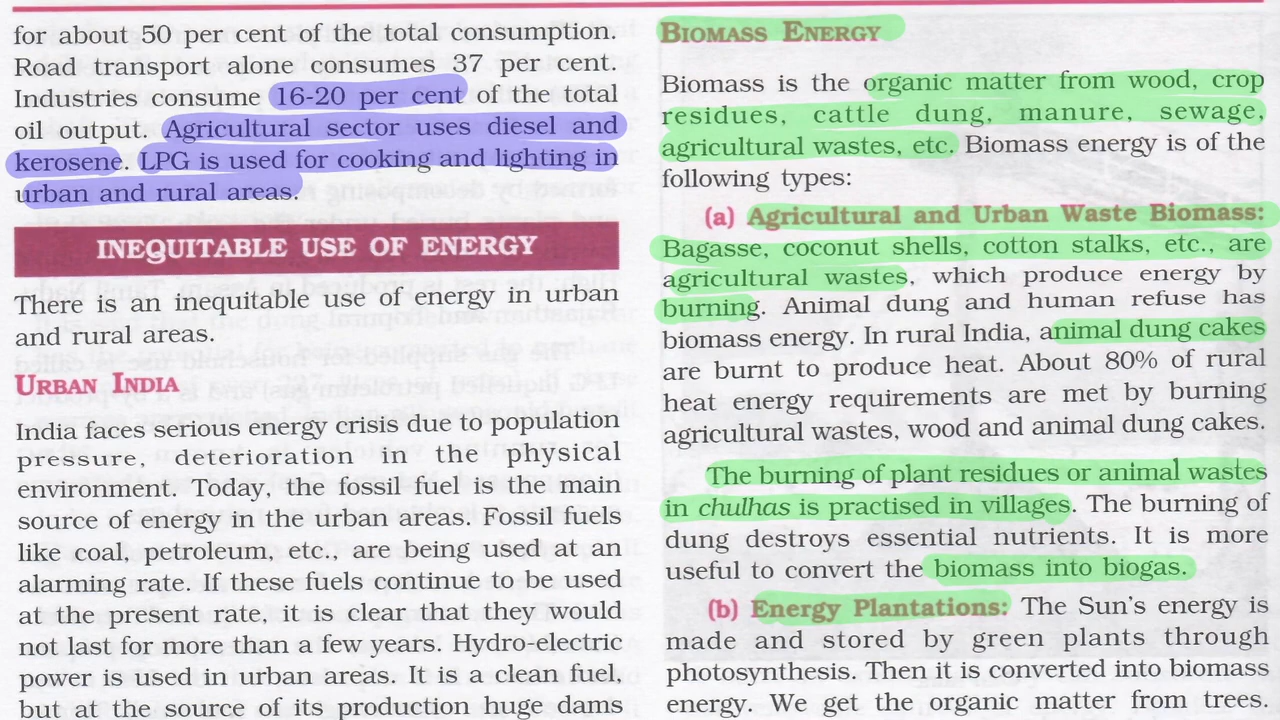 for about 50 per cent of the total consumption.
Road transport alone consumes 37 per cent.
Industries consume 16-20 per cent of the total
oil output. Agricultural sector uses diesel and
kerosene. LPG is used for cooking and lighting in
urban and rural areas.
INEQUITABLE USE OF ENERGY
There is an inequitable use of energy in urban
and rural areas.
URBAN INDIA
India faces serious energy crisis due to population
pressure, deterioration in the physical
environment. Today, the fossil fuel is the main
source of energy in the urban areas. Fossil fuels
like coal, petroleum, etc., are being used at an
alarming rate. If these fuels continue to be used
at the present rate, it is clear that they would
not last for more than a few years. Hydro-electric
power is used in urban areas. It is a clean fuel,
but at the source of its production huge dams
BIOMASS ENERGY
Biomass is the organic matter from wood, crop
residues, cattle dung, manure, sewage,
agricultural wastes, etc. Biomass energy is of the
following types:
(a) Agricultural and Urban Waste Biomass:
Bagasse, coconut shells, cotton stalks, etc., are
agricultural wastes, which produce energy by
burning. Animal dung and human refuse has
biomass energy. In rural India, animal dung cakes
are burnt to produce heat. About 80% of rural
heat energy requirements are met by burning
agricultural wastes, wood and animal dung cakes.
The burning of plant residues or animal wastes
in chulhas is practised in villages. The burning of
dung destroys essential nutrients. It is more
useful to convert the biomass into biogas.
(b) Energy Plantations: The Sun's energy is
made and stored by green plants through
photosynthesis. Then it is converted into biomass
energy. We get the organic matter from trees.